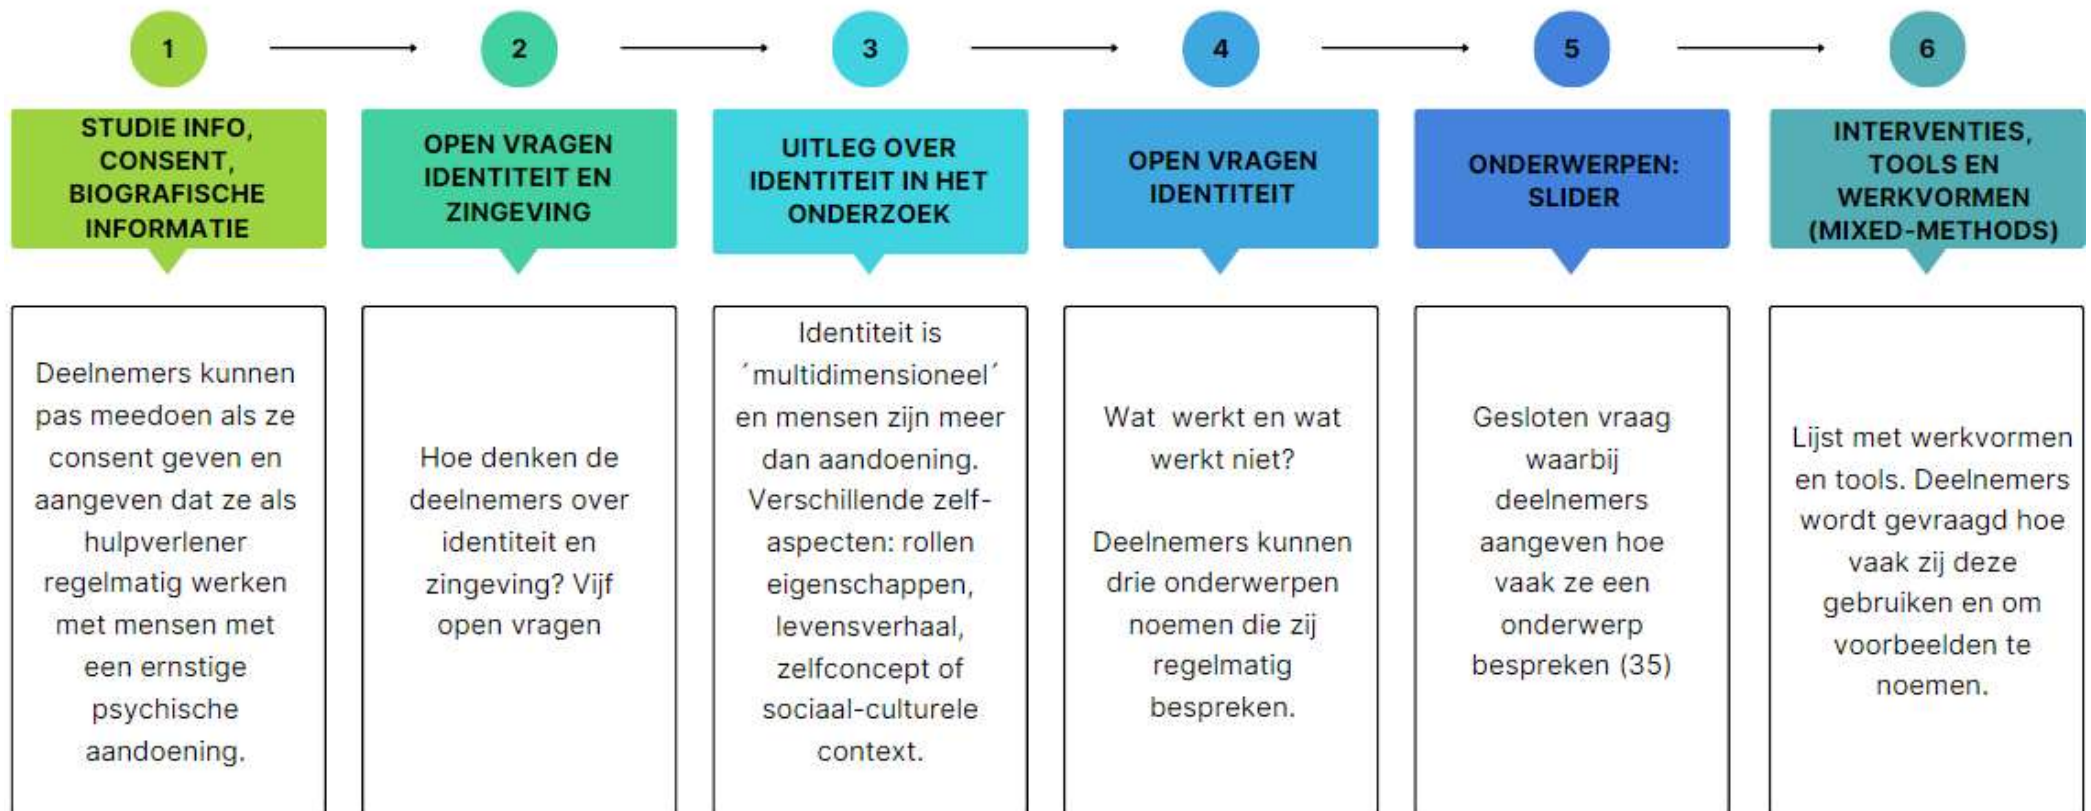 1
2
3
4
5
6
STUDIE INFO,
CONSENT,
BIOGRAFISCHE
INFORMATIE
OPEN VRAGEN
IDENTITEIT EN
ZINGEVING
UITLEG OVER
IDENTITEIT IN HET
ONDERZOEK
OPEN VRAGEN
IDENTITEIT
ONDERWERPEN:
SLIDER
INTERVENTIES,
TOOLS EN
WERKVORMEN
(MIXED-METHODS)
Deelnemers kunnen
pas meedoen als ze
consent geven en
aangeven dat ze als
hulpverlener
regelmatig werken
met mensen met
een ernstige
psychische
aandoening.
Hoe denken de
deelnemers over
identiteit en
zingeving? Vijf
open vragen
Identiteit is
´multidimensioneel´
en mensen zijn meer
dan aandoening.
Verschillende zelf-
aspecten: rollen
eigenschappen,
levensverhaal,
zelfconcept of
sociaal-culturele
context.
Wat werkt en wat
werkt niet?
Deelnemers kunnen
drie onderwerpen
noemen die zij
regelmatig
bespreken.
Gesloten vraag
waarbij
deelnemers
aangeven hoe
vaak ze een
onderwerp
bespreken (35)
Lijst met werkvormen
en tools. Deelnemers
wordt gevraagd hoe
vaak zij deze
gebruiken en om
voorbeelden te
noemen.